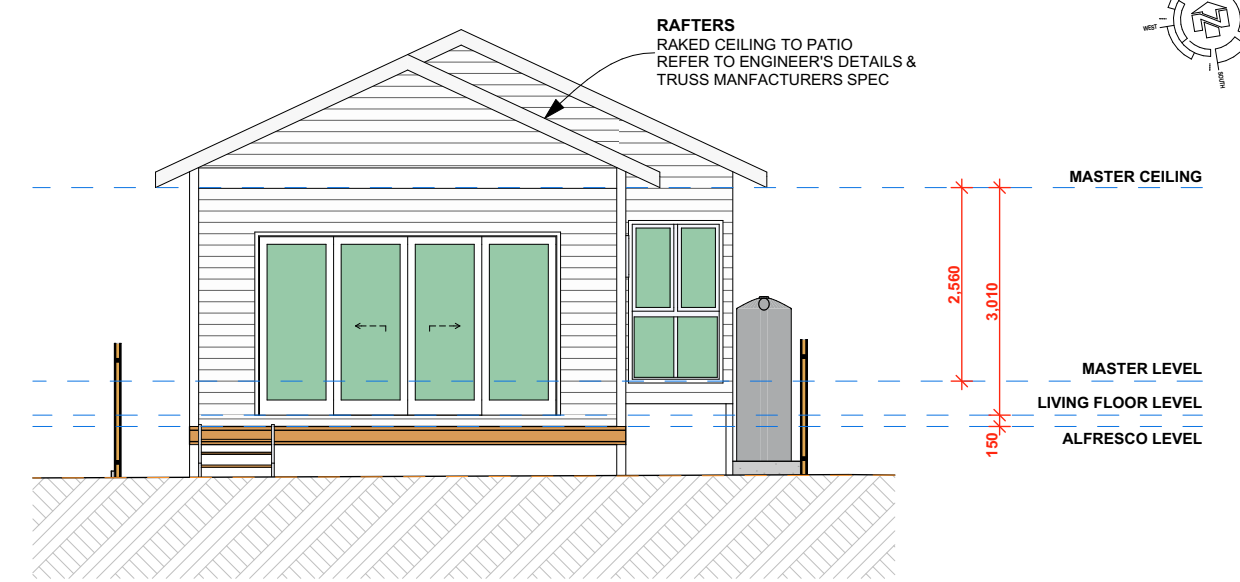 RAFTERS
RAKED CEILING TO PATIO
REFER TO ENGINEER'S DETAILS &
TRUSS MANFACTURERS SPEC
WEST
SOUTH
N
MASTER CEILING
2,560
3,010
MASTER LEVEL
LIVING FLOOR LEVEL
150
ALFRESCO LEVEL